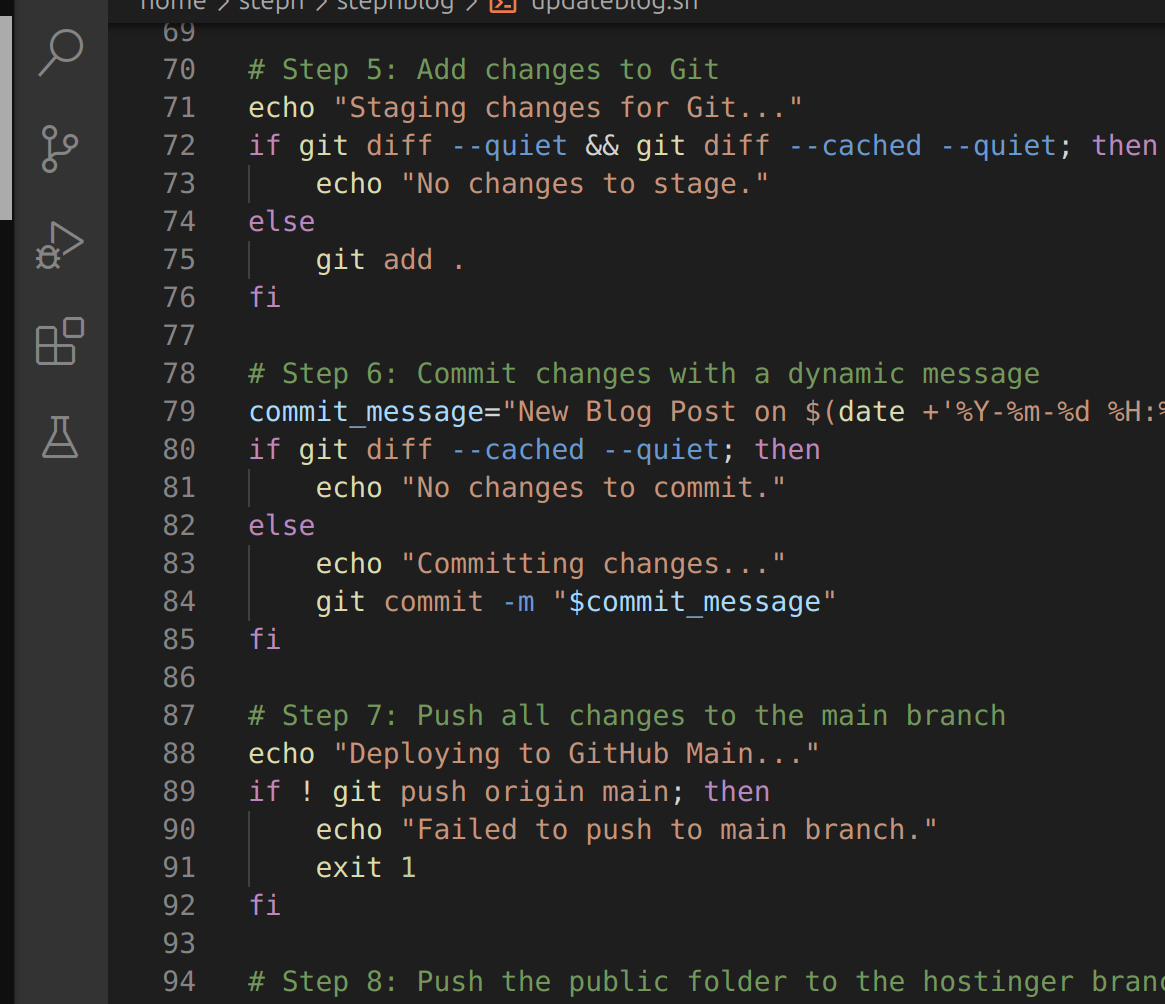 home > steph > stephblog > updateblog.sh
69
70 # Step 5: Add changes to Git
71 echo "Staging changes for Git..."
72 if git diff --quiet && git diff --cached --quiet; then
73     echo "No changes to stage."
74 else
75     git add .
76 fi
77
78 # Step 6: Commit changes with a dynamic message
79 commit_message="New Blog Post on $(date +'%Y-%m-%d %H:%
80 if git diff --cached --quiet; then
81     echo "No changes to commit."
82 else
83     echo "Committing changes..."
84     git commit -m "$commit_message"
85 fi
86
87 # Step 7: Push all changes to the main branch
88 echo "Deploying to GitHub Main..."
89 if ! git push origin main; then
90     echo "Failed to push to main branch."
91     exit 1
92 fi
93
94 # Step 8: Push the public folder to the hostinger branc